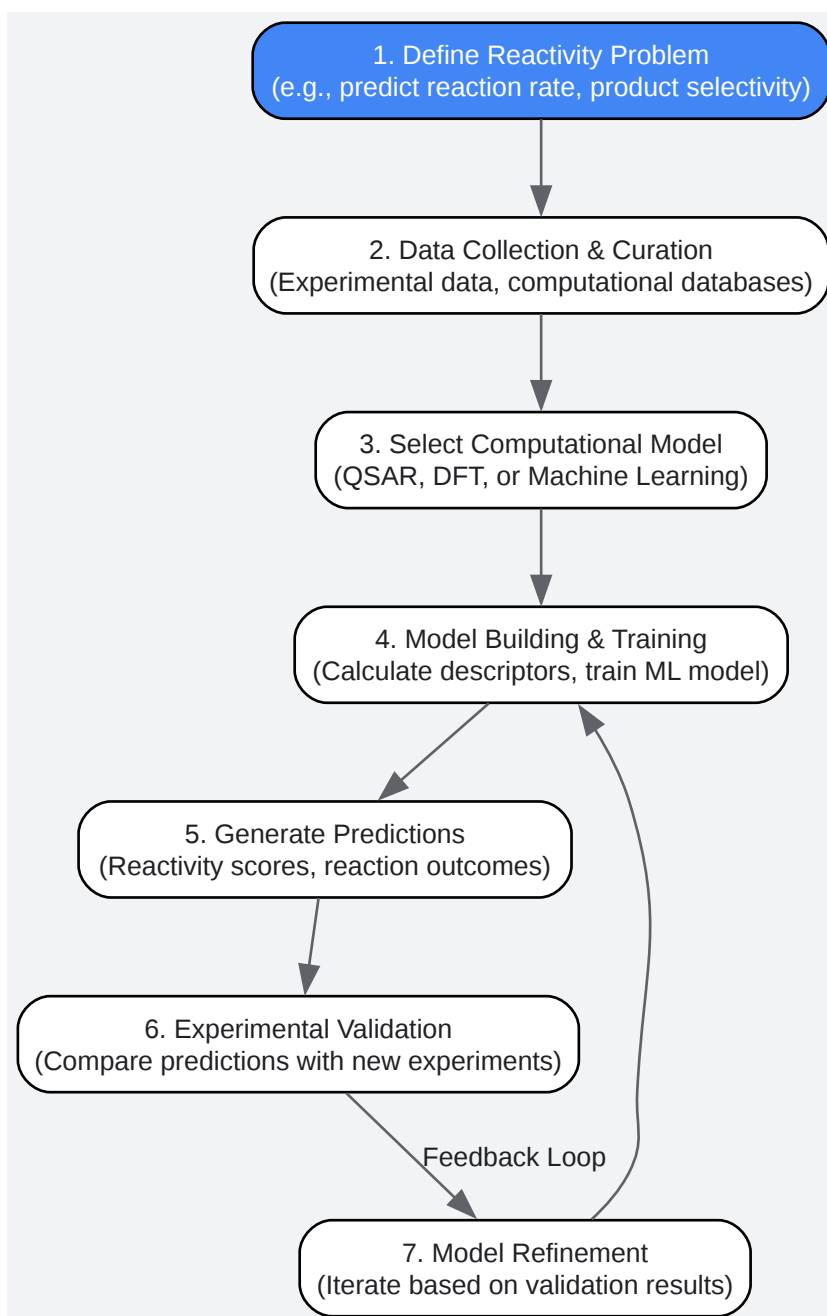 1. Define Reactivity Problem
(e.g., predict reaction rate, product selectivity)
2. Data Collection & Curation
(Experimental data, computational databases)
3. Select Computational Model
(QSAR, DFT, or Machine Learning)
4. Model Building & Training
(Calculate descriptors, train ML model)
5. Generate Predictions
(Reactivity scores, reaction outcomes)
6. Experimental Validation
(Compare predictions with new experiments)
Feedback Loop
7. Model Refinement
(Iterate based on validation results)